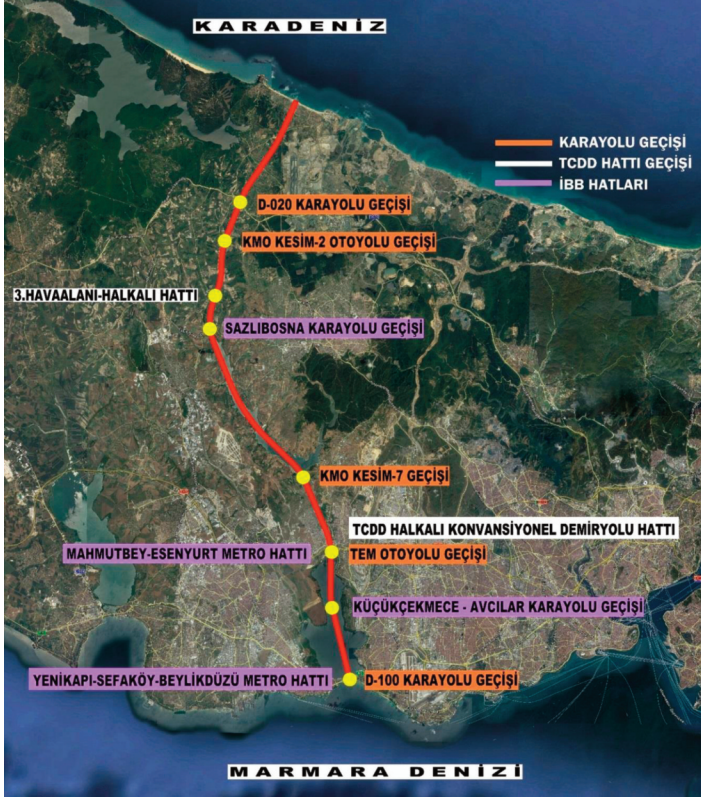 KARADENİZ
KARAYOLU GEÇİŞİ
TCDD HATTI GEÇİŞİ
İBB HATLARI
D-020 KARAYOLU GEÇİŞİ
KMO KESİM-2 OTOYOLU GEÇİŞİ
3.HAVAALANI-HALKALI HATTI
SAZLIBOSNA KARAYOLU GEÇİŞİ
KMO KESİM-7 GEÇİŞİ
TCDD HALKALI KONVANSİYONEL DEMİRYOLU HATTI
MAHMUTBEY-ESENYURT METRO HATTI
TEM OTOYOLU GEÇİŞİ
KÜÇÜKÇEKMECE - AVCILAR KARAYOLU GEÇİŞİ
YENİKAPI-SEFAKÖY-BEYLİKDÜZÜ METRO HATTI
D-100 KARAYOLU GEÇİŞİ
MARMARA DENİZİ